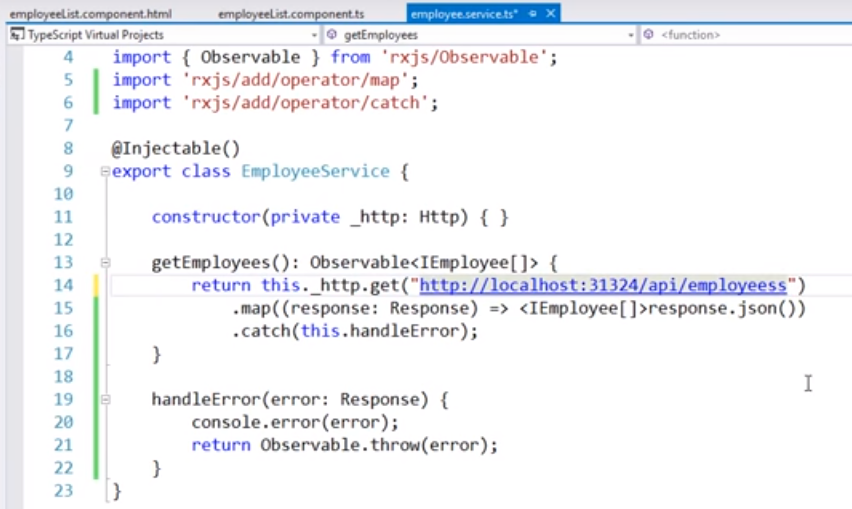 employeeList.component.html employeeList.component.ts employee.service.ts*
TypeScript Virtual Projects getEmployees <function>
4 import { Observable } from 'rxjs/Observable';
5 import 'rxjs/add/operator/map';
6 import 'rxjs/add/operator/catch';
7
8 @Injectable()
9 export class EmployeeService {
10
11 constructor(private _http: Http) { }
12
13 getEmployees(): Observable<IEmployee[]> {
14 return this._http.get("http://localhost:31324/api/employeess")
15 .map((response: Response) => <IEmployee[]>response.json())
16 .catch(this.handleError);
17 }
18
19 handleError(error: Response) {
20 console.error(error);
21 return Observable.throw(error);
22 }
23 }